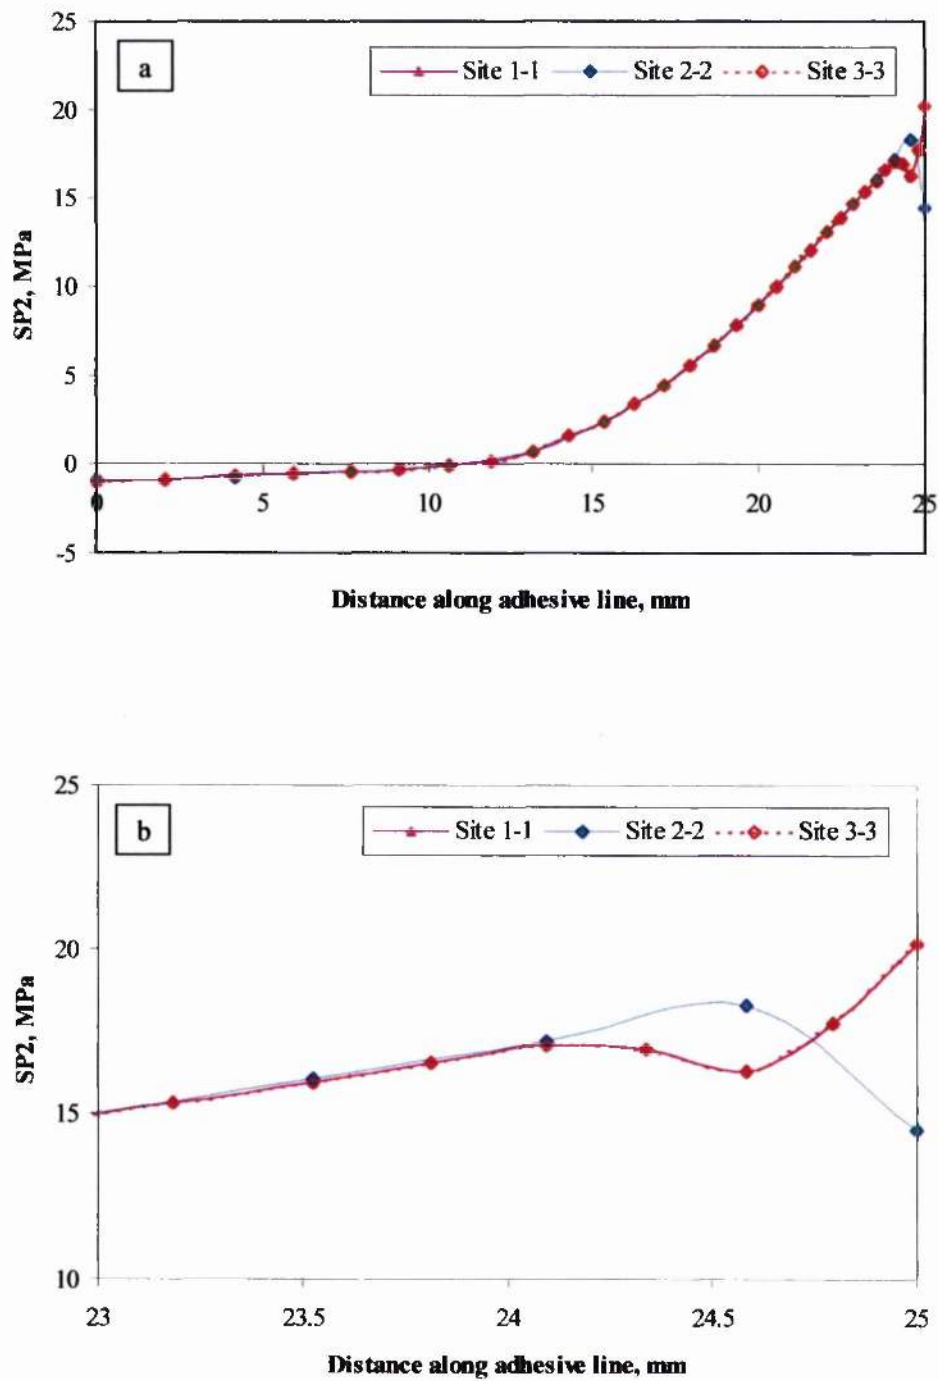 25
a
Site 1-1 Site 2-2 Site 3-3
20
15
SP2, MPa
10
5
0
0 5 10 15 20 25
-5
Distance along adhesive line, mm
25
b
Site 1-1 Site 2-2 Site 3-3
20
SP2, MPa
15
10
23 23.5 24 24.5 25
Distance along adhesive line, mm